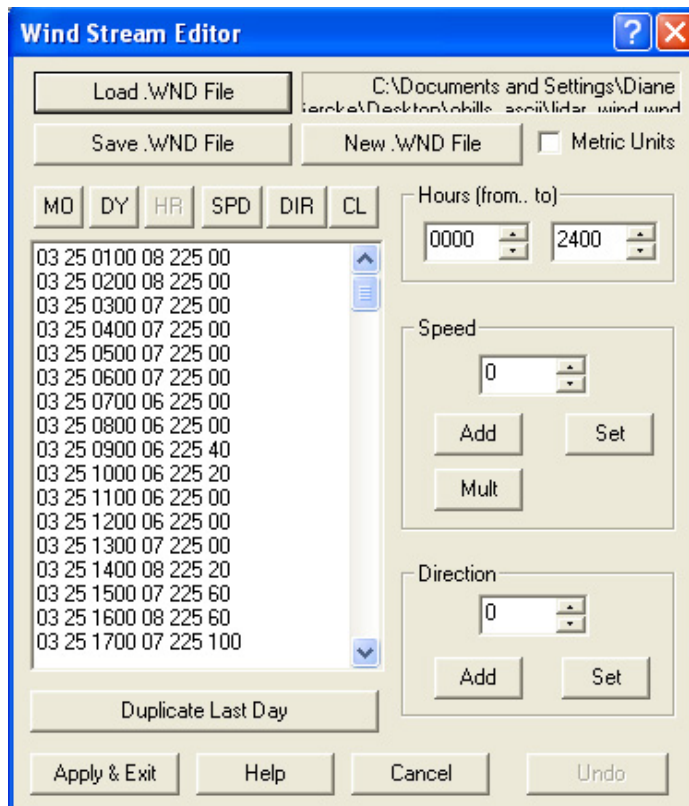 Wind Stream Editor
Load .WND File
C:\Documents and Settings\Diane
\Desktop\qhills_ascii\lidar_wind.wnd
Save .WND File
New .WND File
Metric Units
MO DY HR SPD DIR CL
Hours (from.. to)
0000 2400
03 25 0100 08 225 00
03 25 0200 08 225 00
03 25 0300 07 225 00
03 25 0400 07 225 00
03 25 0500 07 225 00
03 25 0600 07 225 00
03 25 0700 06 225 00
03 25 0800 06 225 00
03 25 0900 06 225 40
03 25 1000 06 225 20
03 25 1100 06 225 00
03 25 1200 06 225 00
03 25 1300 07 225 00
03 25 1400 08 225 20
03 25 1500 07 225 60
03 25 1600 08 225 60
03 25 1700 07 225 100
Speed
0
Add Set
Mult
Direction
0
Add Set
Duplicate Last Day
Apply & Exit Help Cancel Undo